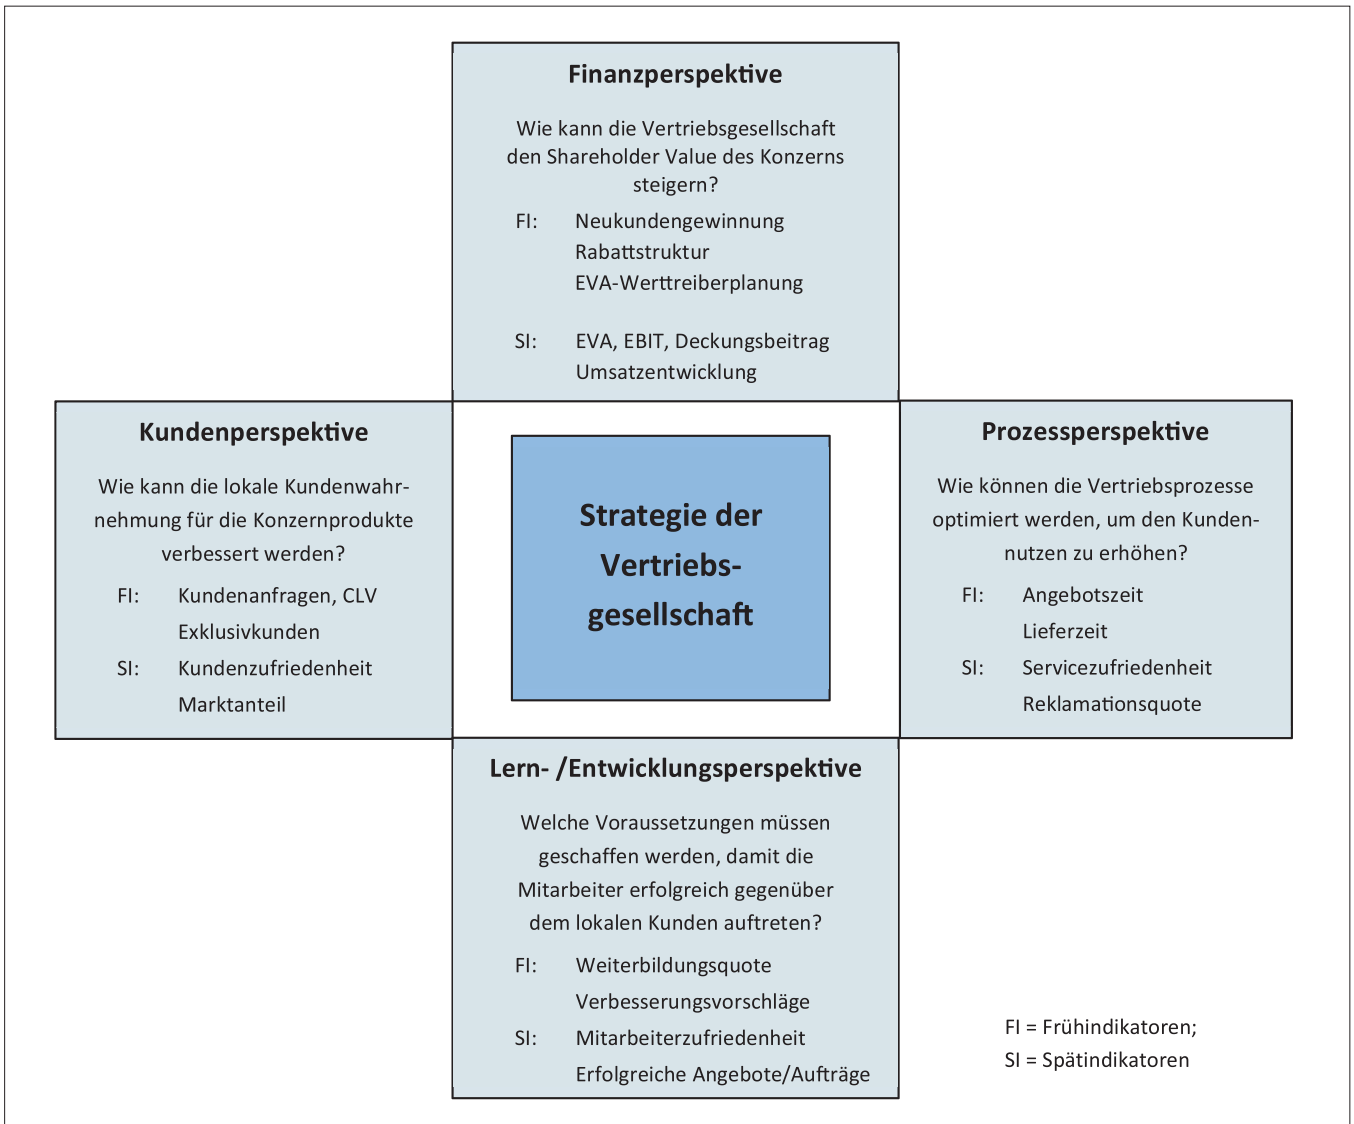 Finanzperspektive
Wie kann die Vertriebsgesellschaft
den Shareholder Value des Konzerns
steigern?
FI: Neukundengewinnung
Rabattstruktur
EVA-Werttreiberplanung
SI: EVA, EBIT, Deckungsbeitrag
Umsatzentwicklung
Kundenperspektive
Wie kann die lokale Kundenwahr-
nehmung für die Konzernprodukte
verbessert werden?
FI: Kundenanfragen, CLV
Exklusivkunden
SI: Kundenzufriedenheit
Marktanteil
Strategie der
Vertriebs-
gesellschaft
Prozessperspektive
Wie können die Vertriebsprozesse
optimiert werden, um den Kunden-
nutzen zu erhöhen?
FI: Angebotszeit
Lieferzeit
SI: Servicezufriedenheit
Reklamationsquote
Lern- /Entwicklungsperspektive
Welche Voraussetzungen müssen
geschaffen werden, damit die
Mitarbeiter erfolgreich gegenüber
dem lokalen Kunden auftreten?
FI: Weiterbildungsquote
Verbesserungsvorschläge
SI: Mitarbeiterzufriedenheit
Erfolgreiche Angebote/Aufträge
FI = Frühindikatoren;
SI = Spätindikatoren